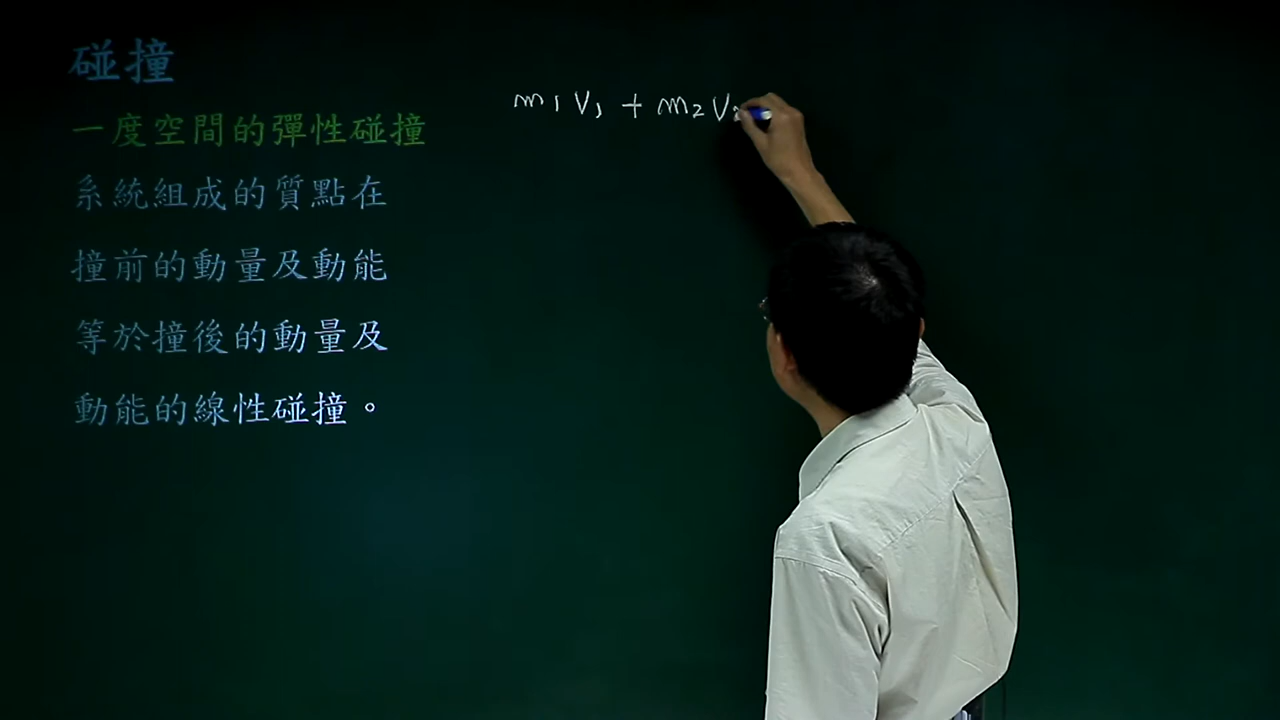 碰撞
一度空間的彈性碰撞
系統組成的質點在
撞前的動量及動能
等於撞後的動量及
動能的線性碰撞。
m₁v₁ + m₂v₂